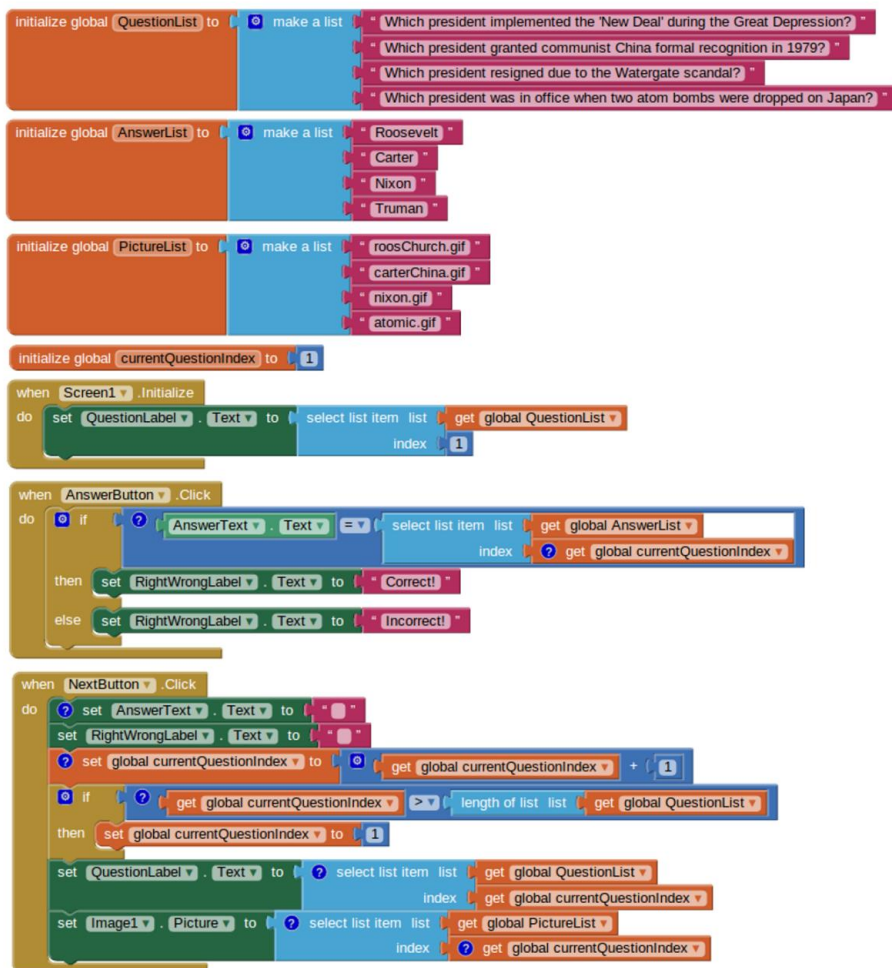 initialize global QuestionList to make a list " Which president implemented the 'New Deal' during the Great Depression? "
" Which president granted communist China formal recognition in 1979? "
" Which president resigned due to the Watergate scandal? "
" Which president was in office when two atom bombs were dropped on Japan? "
initialize global AnswerList to make a list " Roosevelt "
" Carter "
" Nixon "
" Truman "
initialize global PictureList to make a list " roosChurch.gif "
" carterChina.gif "
" nixon.gif "
" atomic.gif "
initialize global currentQuestionIndex to 1
when Screen1 .Initialize
do set QuestionLabel . Text to select list item list get global QuestionList
index 1
when AnswerButton .Click
do if ? AnswerText . Text = select list item list get global AnswerList
index ? get global currentQuestionIndex
then set RightWrongLabel . Text to " Correct! "
else set RightWrongLabel . Text to " Incorrect! "
when NextButton .Click
do ? set AnswerText . Text to " "
set RightWrongLabel . Text to " "
? set global currentQuestionIndex to get global currentQuestionIndex + 1
if ? get global currentQuestionIndex > length of list list get global QuestionList
then set global currentQuestionIndex to 1
set QuestionLabel . Text to ? select list item list get global QuestionList
index get global currentQuestionIndex
set Image1 . Picture to ? select list item list get global PictureList
index ? get global currentQuestionIndex